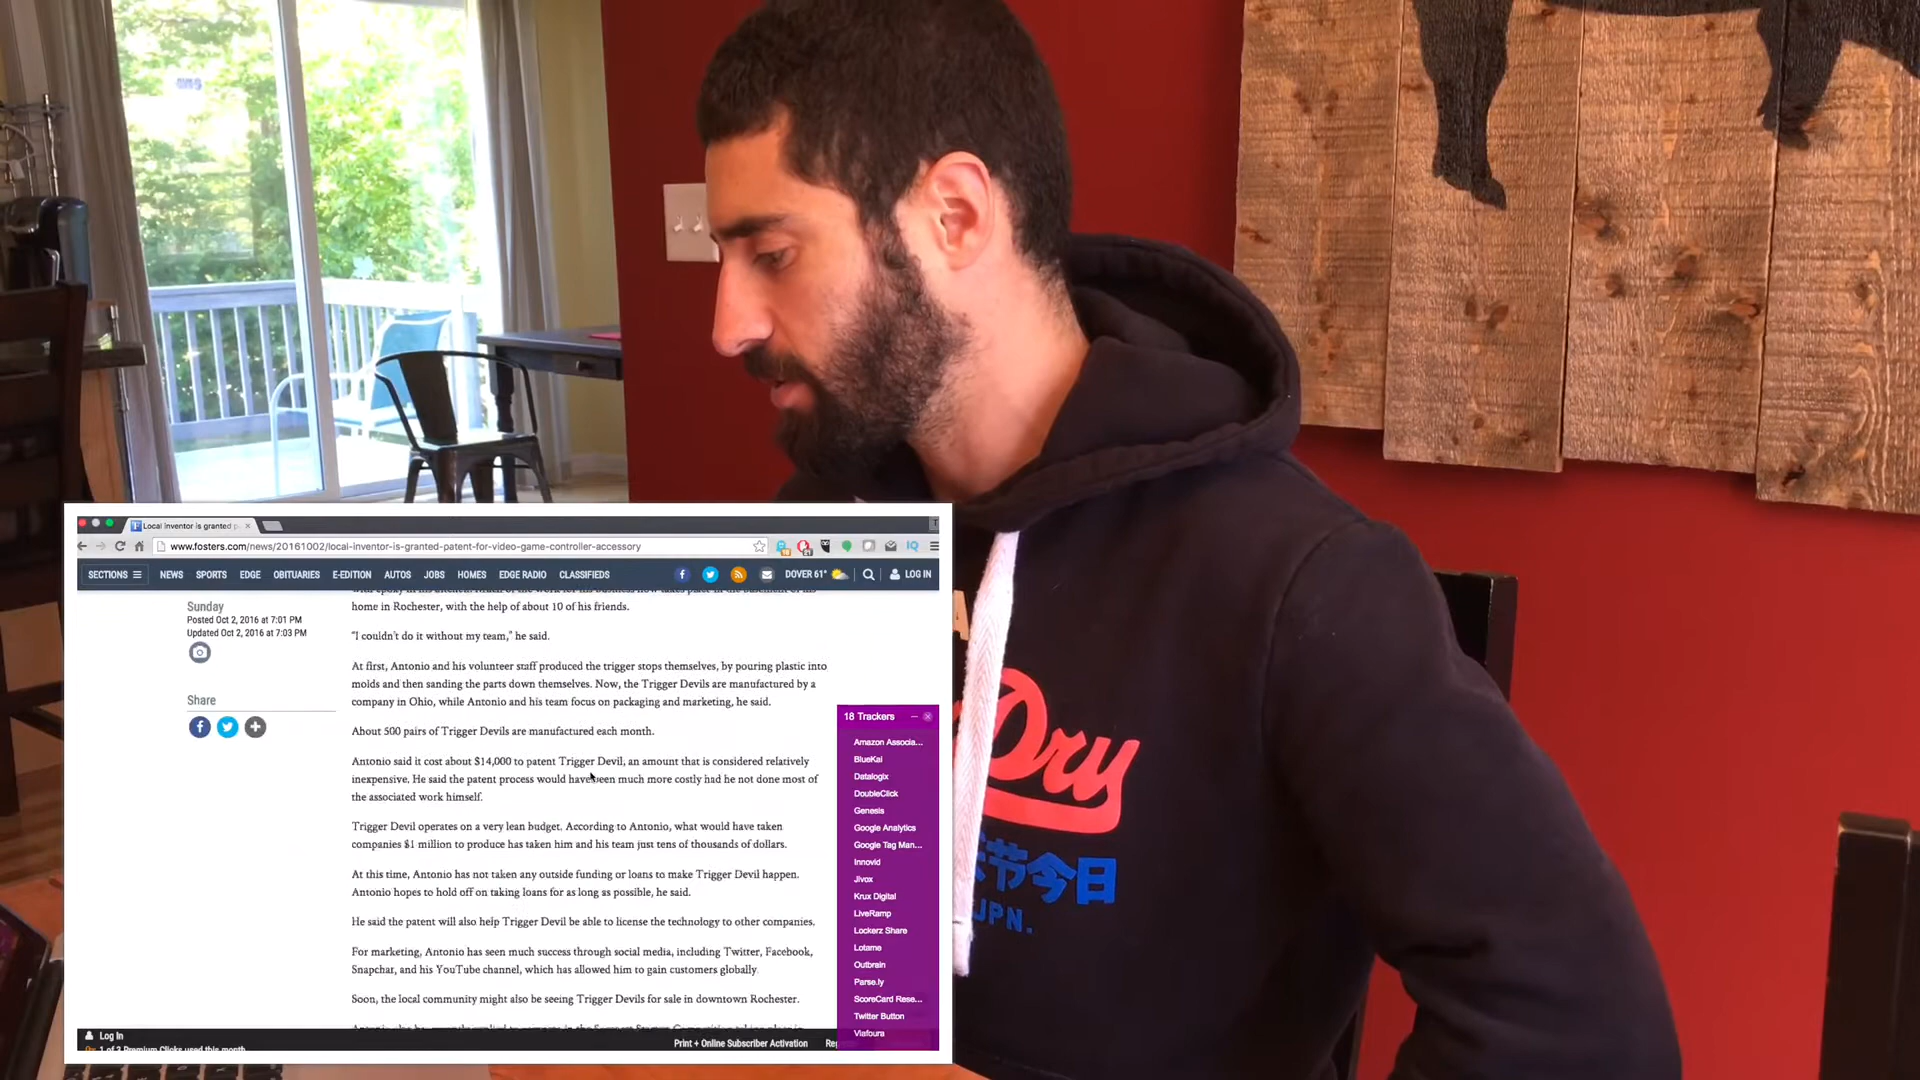 Local inventor is granted p
www.fosters.com/news/20161002/local-inventor-is-granted-patent-for-video-game-controller-accessory
SECTIONS NEWS SPORTS EDGE OBITUARIES E-EDITION AUTOS JOBS HOMES EDGE RADIO CLASSIFIEDS DOVER 61° LOG IN
Sunday
Posted Oct 2, 2016 at 7:01 PM
Updated Oct 2, 2016 at 7:03 PM
Share
home in Rochester, with the help of about 10 of his friends.
“I couldn’t do it without my team,” he said.
At first, Antonio and his volunteer staff produced the trigger stops themselves, by pouring plastic into
molds and then sanding the parts down themselves. Now, the Trigger Devils are manufactured by a
company in Ohio, while Antonio and his team focus on packaging and marketing, he said.
About 500 pairs of Trigger Devils are manufactured each month.
Antonio said it cost about $14,000 to patent Trigger Devil, an amount that is considered relatively
inexpensive. He said the patent process would have been much more costly had he not done most of
the associated work himself.
Trigger Devil operates on a very lean budget. According to Antonio, what would have taken
companies $1 million to produce has taken him and his team just tens of thousands of dollars.
At this time, Antonio has not taken any outside funding or loans to make Trigger Devil happen.
Antonio hopes to hold off on taking loans for as long as possible, he said.
He said the patent will also help Trigger Devil be able to license the technology to other companies.
For marketing, Antonio has seen much success through social media, including Twitter, Facebook,
Snapchat, and his YouTube channel, which has allowed him to gain customers globally.
Soon, the local community might also be seeing Trigger Devils for sale in downtown Rochester.
18 Trackers
Amazon Associa...
BlueKai
Datalogix
DoubleClick
Genesis
Google Analytics
Google Tag Man...
Innovid
Jivox
Krux Digital
LiveRamp
Lockerz Share
Lotame
Outbrain
Parse.ly
ScoreCard Rese...
Twitter Button
Viafoura
Log In
1 of 3 Premium Clicks used this month
Print + Online Subscriber Activation
Dry
今日
JPN.